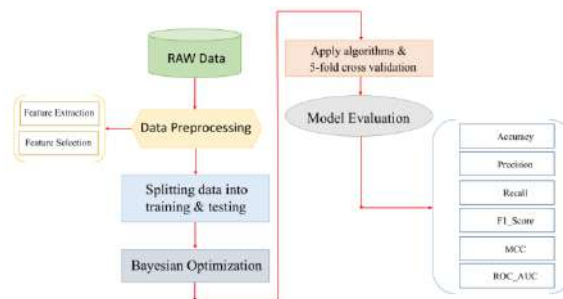 RAW Data
Feature Extraction
Feature Selection
Data Preprocessing
Splitting data into
training & testing
Bayesian Optimization
Apply algorithms &
5-fold cross validation
Model Evaluation
Accuracy
Precision
Recall
F1_Score
MCC
ROC_AUC